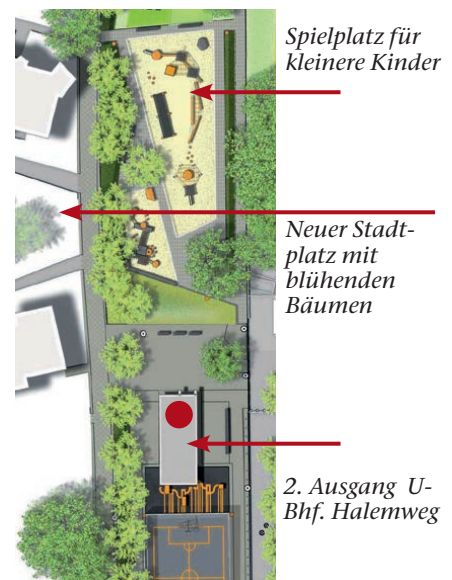 Spielplatz für
kleinere Kinder
Neuer Stadt-
platz mit
blühenden
Bäumen
2. Ausgang U-
Bhf. Halemweg